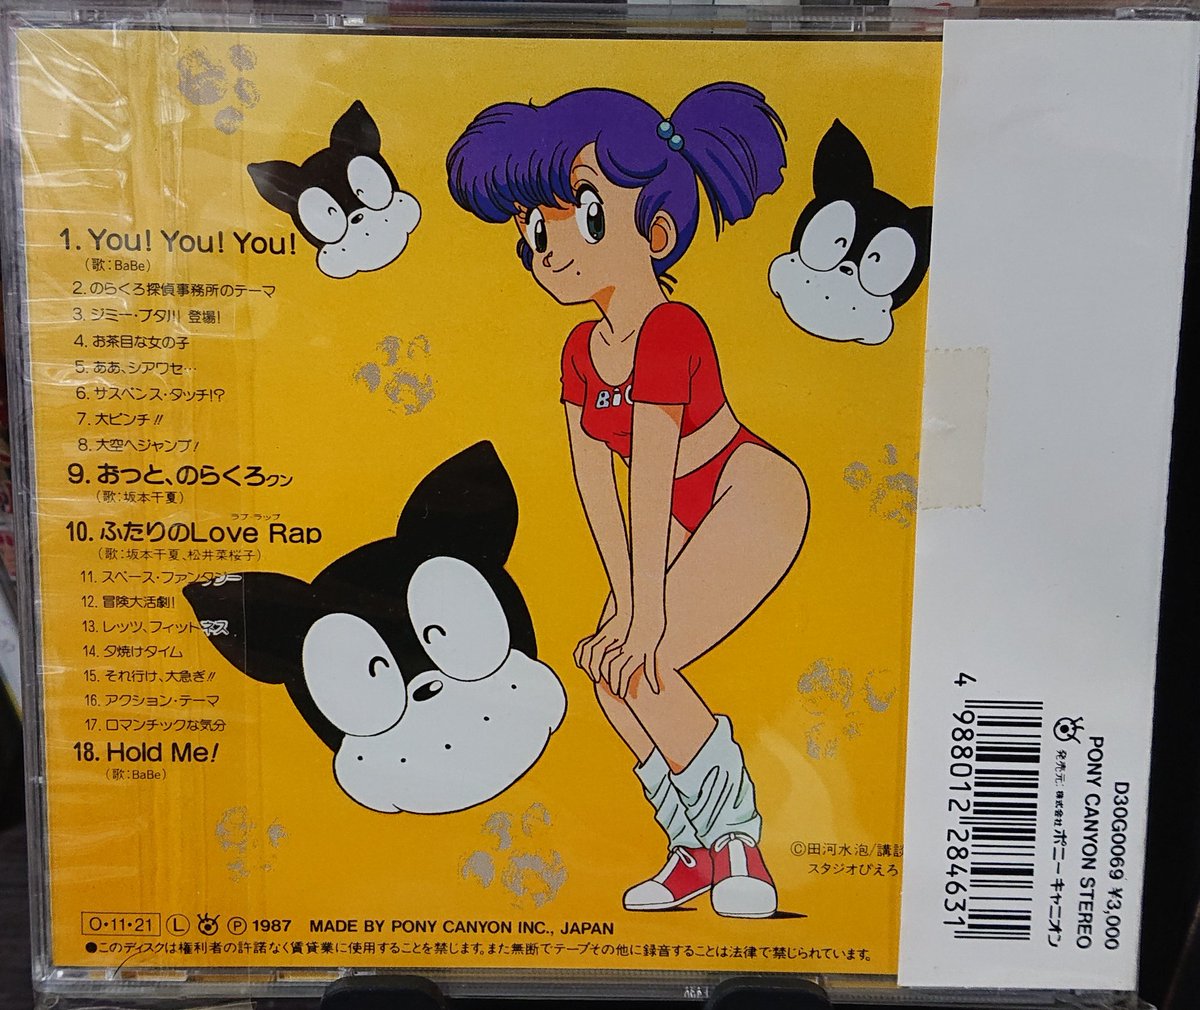 1. You! You! You!
(歌:BaBe)
2. のらくろ探偵事務所のテーマ
3. ジミー・ブタ川 登場!
4. お茶目な女の子
5. ああ、シアワセ…
6. サスペンス・タッチ!?
7. 大ピンチ!!
8. 大空へジャンプ!
9. おっと、のらくろクン
(歌:坂本千夏)
ラブ・ラップ
10. ふたりのLove Rap
(歌:坂本千夏、松井菜桜子)
11. スペース・ファンタジー
12. 冒険大活劇!
13. レッツ、フィットネス
14. 夕焼けタイム
15. それ行け、大急ぎ!!
16. アクション・テーマ
17. ロマンチックな気分
18. Hold Me!
(歌:BaBe)
BiG
Ⓒ田河水泡/講談
スタジオぴえろ
O・11・21 Ⓛ Ⓟ 1987 MADE BY PONY CANYON INC., JAPAN
●このディスクは権利者の許諾なく賃貸業に使用することを禁じます。また無断でテープその他に録音することは法律で禁じられています。
D30G0069 ¥3,000
PONY CANYON STEREO
発売元:株式会社ポニーキャニオン
4 988012 284631